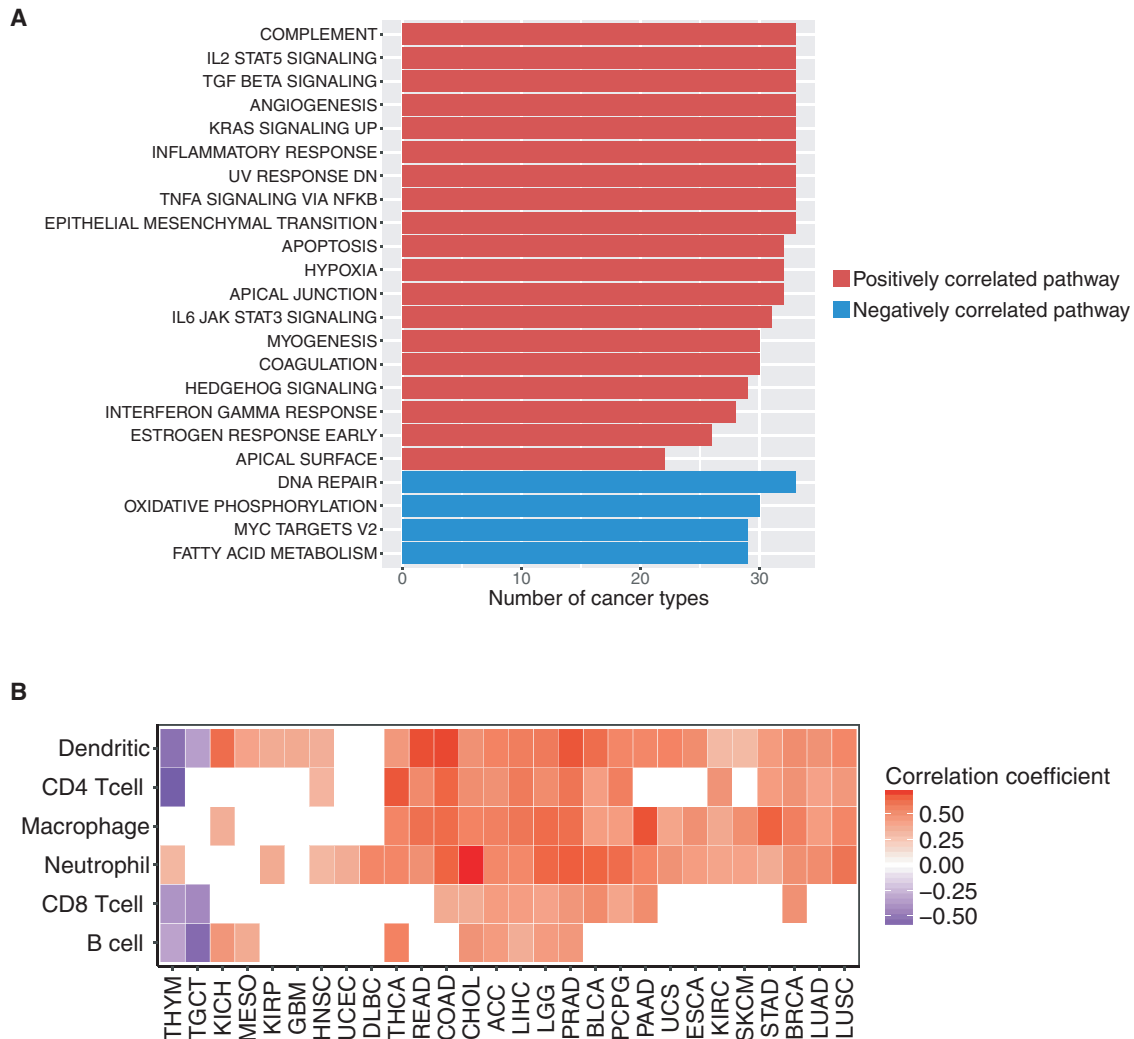 A
COMPLEMENT
IL2 STAT5 SIGNALING
TGF BETA SIGNALING
ANGIOGENESIS
KRAS SIGNALING UP
INFLAMMATORY RESPONSE
UV RESPONSE DN
TNFA SIGNALING VIA NFKB
EPITHELIAL MESENCHYMAL TRANSITION
APOPTOSIS
HYPOXIA
APICAL JUNCTION
IL6 JAK STAT3 SIGNALING
MYOGENESIS
COAGULATION
HEDGEHOG SIGNALING
INTERFERON GAMMA RESPONSE
ESTROGEN RESPONSE EARLY
APICAL SURFACE
DNA REPAIR
OXIDATIVE PHOSPHORYLATION
MYC TARGETS V2
FATTY ACID METABOLISM
0 10 20 30
Number of cancer types
Positively correlated pathway
Negatively correlated pathway
B
Dendritic
CD4 Tcell
Macrophage
Neutrophil
CD8 Tcell
B cell
THYM TGCT KICH MESO KIRP GBM HNSC UCEC DLBC THCA READ COAD CHOL ACC LIHC LGG PRAD BLCA PCPG PAAD UCS ESCA KIRC SKCM STAD BRCA LUAD LUSC
Correlation coefficient
0.50
0.25
0.00
−0.25
−0.50